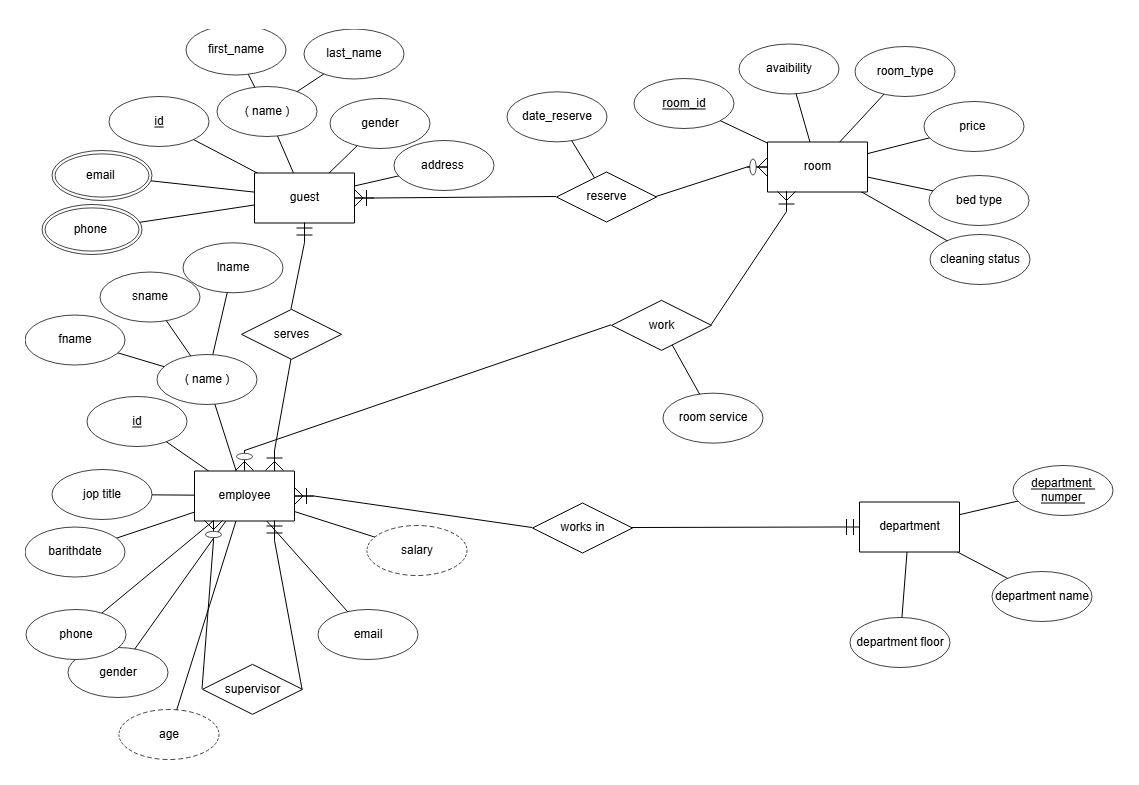 first_name
last_name
( name )
id
gender
email
address
phone
guest
date_reserve
reserve
room_id
avaibility
room_type
price
room
bed type
cleaning status
lname
sname
fname
( name )
serves
work
room service
id
jop title
employee
barithdate
salary
works in
department
numper
department
department name
department floor
phone
gender
age
supervisor
email